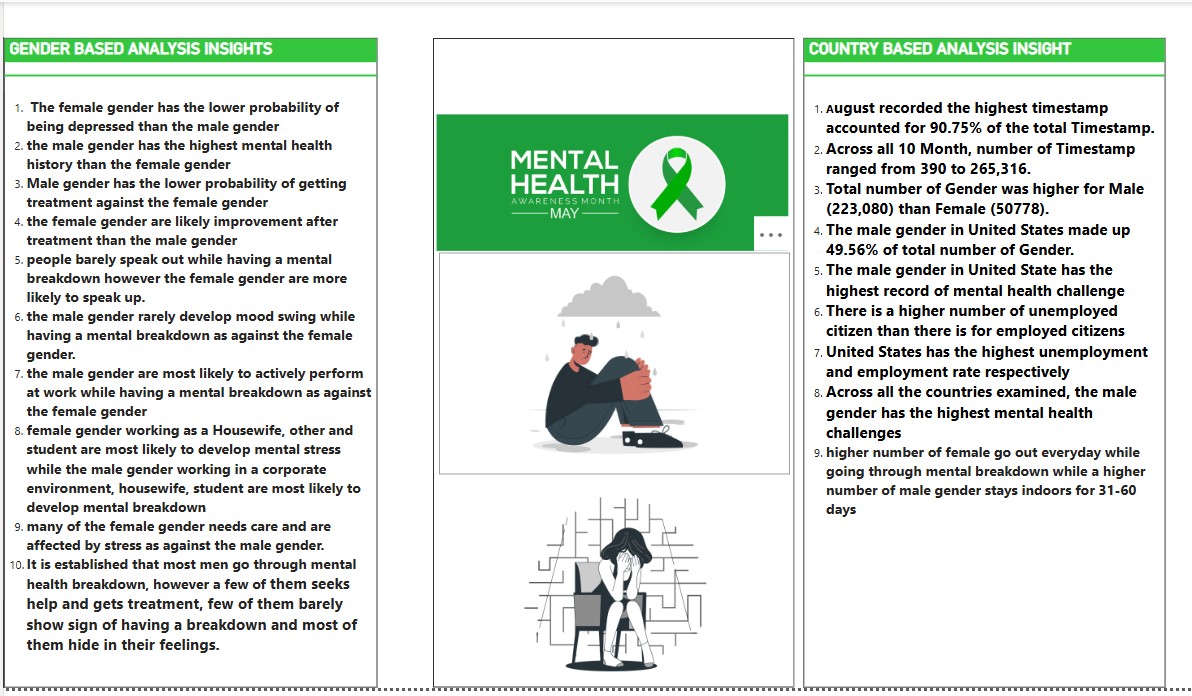 GENDER BASED ANALYSIS INSIGHTS
1. The female gender has the lower probability of
being depressed than the male gender
2. the male gender has the highest mental health
history than the female gender
3. Male gender has the lower probability of getting
treatment against the female gender
4. the female gender are likely improvement after
treatment than the male gender
5. people barely speak out while having a mental
breakdown however the female gender are more
likely to speak up.
6. the male gender rarely develop mood swing while
having a mental breakdown as against the female
gender.
7. the male gender are most likely to actively perform
at work while having a mental breakdown as against
the female gender
8. female gender working as a Housewife, other and
student are most likely to develop mental stress
while the male gender working in a corporate
environment, housewife, student are most likely to
develop mental breakdown
9. many of the female gender needs care and are
affected by stress as against the male gender.
10. It is established that most men go through mental
health breakdown, however a few of them seeks
help and gets treatment, few of them barely
show sign of having a breakdown and most of
them hide in their feelings.
MENTAL
HEALTH
AWARENESS MONTH
MAY
COUNTRY BASED ANALYSIS INSIGHT
1. August recorded the highest timestamp
accounted for 90.75% of the total Timestamp.
2. Across all 10 Month, number of Timestamp
ranged from 390 to 265,316.
3. Total number of Gender was higher for Male
(223,080) than Female (50778).
4. The male gender in United States made up
49.56% of total number of Gender.
5. The male gender in United State has the
highest record of mental health challenge
6. There is a higher number of unemployed
citizen than there is for employed citizens
7. United States has the highest unemployment
and employment rate respectively
8. Across all the countries examined, the male
gender has the highest mental health
challenges
9. higher number of female go out everyday while
going through mental breakdown while a higher
number of male gender stays indoors for 31-60
days